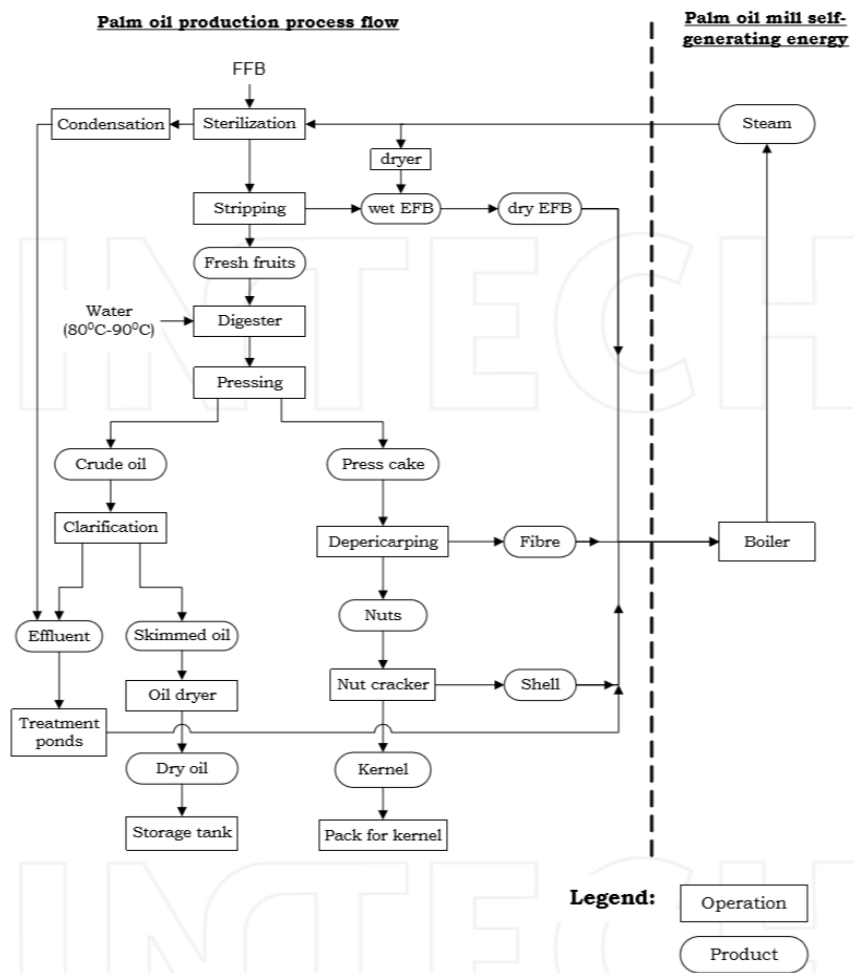 Palm oil production process flow
Palm oil mill self-
generating energy
FFB
Condensation
Sterilization
Steam
dryer
Stripping
wet EFB
dry EFB
Fresh fruits
Water
(80⁰C-90⁰C)
Digester
Pressing
Crude oil
Press cake
Clarification
Depericarping
Fibre
Boiler
Nuts
Effluent
Skimmed oil
Nut cracker
Shell
Oil dryer
Treatment
ponds
Dry oil
Kernel
Storage tank
Pack for kernel
Legend:
Operation
Product
INTECH
INTECH